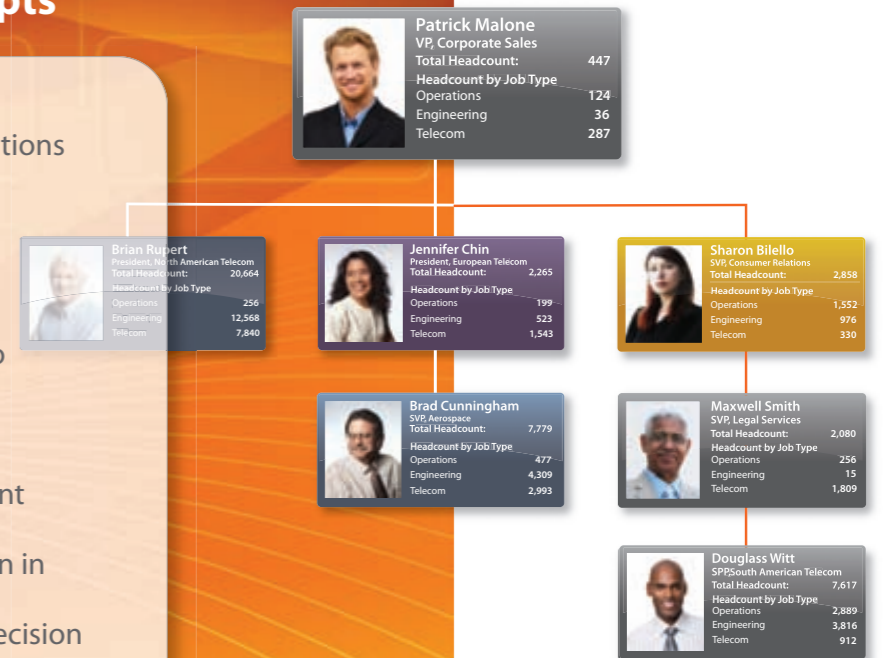 pts
tions
o
nt
n in
ecision
Patrick Malone
VP, Corporate Sales
Total Headcount: 447
Headcount by Job Type
Operations 124
Engineering 36
Telecom 287
Brian Rupert
President, North American Telecom
Total Headcount: 20,664
Headcount by Job Type
Operations 256
Engineering 12,568
Telecom 7,840
Jennifer Chin
President, European Telecom
Total Headcount: 2,265
Headcount by Job Type
Operations 199
Engineering 523
Telecom 1,543
Sharon Bilello
SVP, Consumer Relations
Total Headcount: 2,858
Headcount by Job Type
Operations 1,552
Engineering 976
Telecom 330
Brad Cunningham
SVP, Aerospace
Total Headcount: 7,779
Headcount by Job Type
Operations 477
Engineering 4,309
Telecom 2,993
Maxwell Smith
SVP, Legal Services
Total Headcount: 2,080
Headcount by Job Type
Operations 256
Engineering 15
Telecom 1,809
Douglass Witt
SPP,South American Telecom
Total Headcount: 7,617
Headcount by Job Type
Operations 2,889
Engineering 3,816
Telecom 912